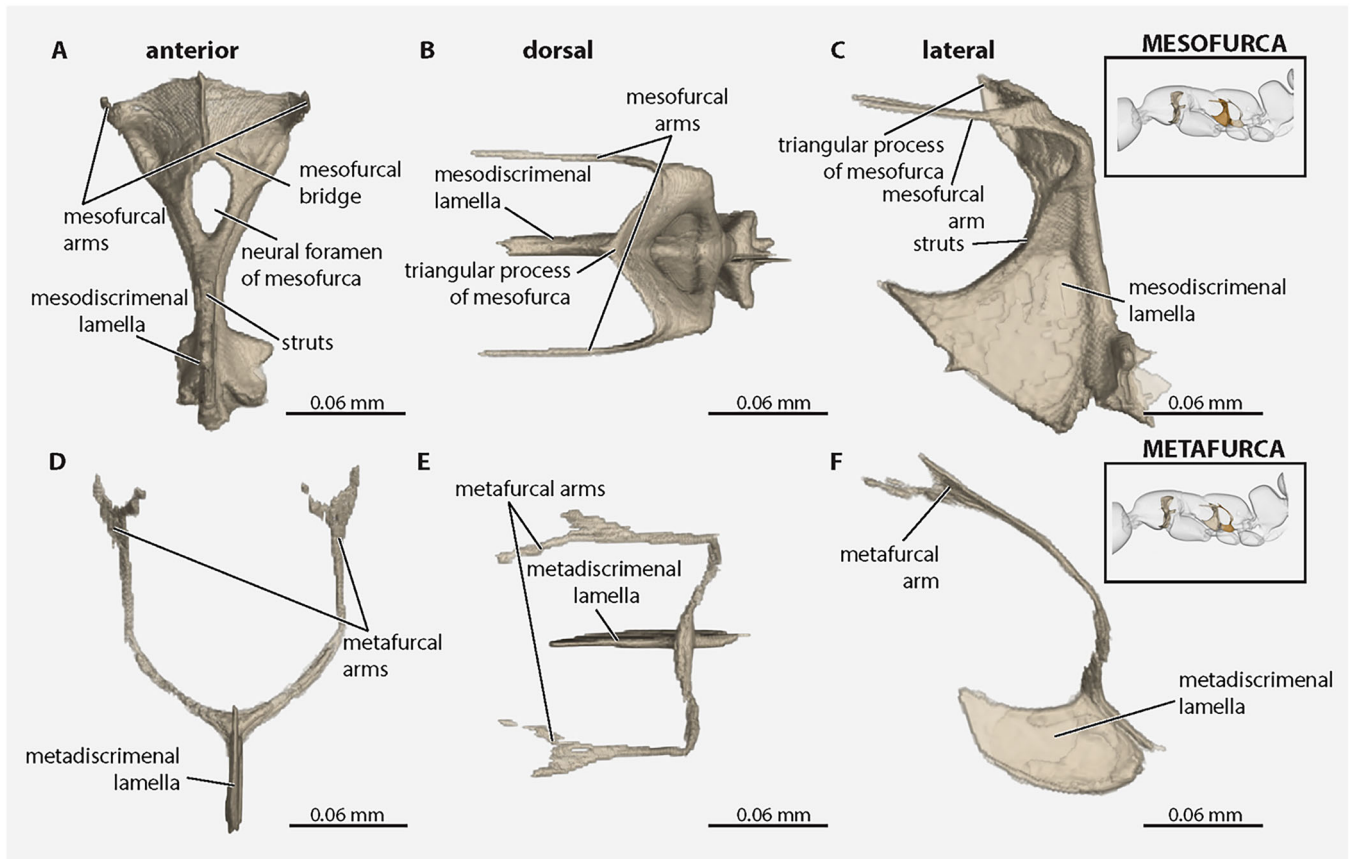 A
anterior
mesofurcal
arms
mesofurcal
bridge
neural foramen
of mesofurca
mesodiscrimenal
lamella
struts
0.06 mm
B
dorsal
mesofurcal
arms
mesodiscrimenal
lamella
triangular process
of mesofurca
0.06 mm
C
lateral
MESOFURCA
triangular process
of mesofurca
mesofurcal
arm
struts
mesodiscrimenal
lamella
0.06 mm
D
metafurcal
arms
metadiscrimenal
lamella
0.06 mm
E
metafurcal arms
metadiscrimenal
lamella
0.06 mm
F
METAFURCA
metafurcal
arm
metadiscrimenal
lamella
0.06 mm